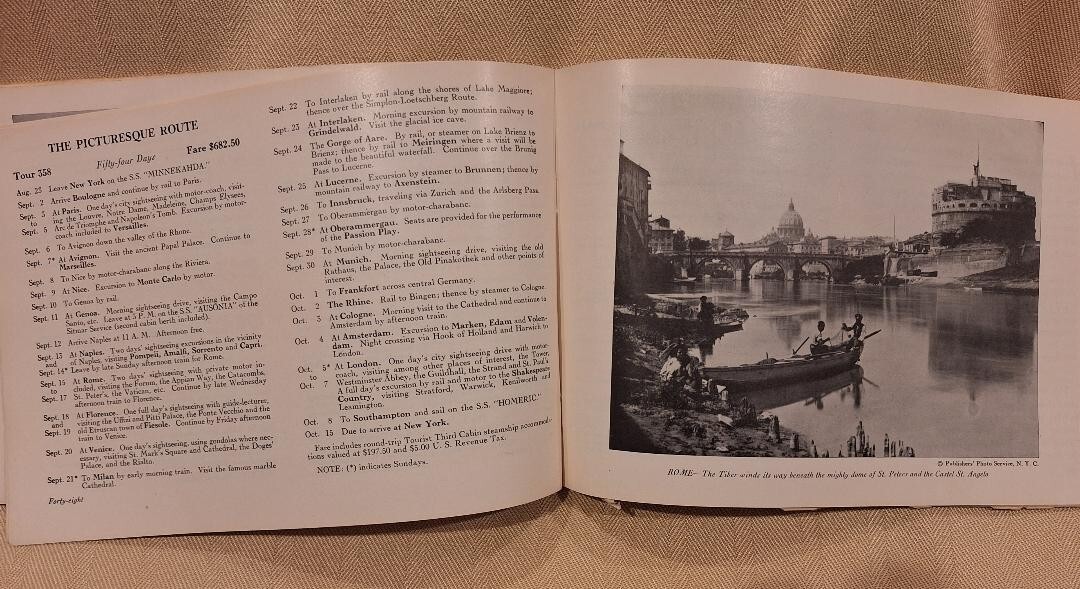 THE PICTURESQUE ROUTE
Fifty-four Days
Tour 358
Fare $682.50
Aug. 25 Leave New York on the S.S. "MINNEKAHDA."
Sept. 2 Arrive Boulogne and continue by rail to Paris.
Sept. 3 At Paris. One day's city sightseeing with motor-coach, visit-
to ing the Louvre, Notre Dame, Madeleine, Champs Elysees,
Sept. 5 Arc de Triomphe and Napoleon's Tomb. Excursion by motor-
coach included to Versailles.
Sept. 6 To Avignon down the valley of the Rhone.
Sept. 7* At Avignon. Visit the ancient Papal Palace. Continue to
Marseilles.
Sept. 8 To Nice by motor-charabanc along the Riviera.
Sept. 9 At Nice. Excursion to Monte Carlo by motor.
Sept. 10 To Genoa by rail.
Sept. 11 At Genoa. Morning sightseeing drive, visiting the Campo
Santo, etc. Leave at 5 P.M. on the S.S. "AUSONIA" of the
Sitmar Service (second cabin berth included).
Sept. 12 Arrive Naples at 11 A.M. Afternoon free.
Sept. 13 At Naples. Two days' sightseeing excursions in the vicinity
and of Naples, visiting Pompeii, Amalfi, Sorrento and Capri.
Sept. 14* Leave by late Sunday afternoon train for Rome.
Sept. 15 At Rome. Two days' sightseeing with private motor in-
to cluded, visiting the Forum, the Appian Way, the Catacombs,
Sept. 17 St. Peter's, the Vatican, etc. Continue by late Wednesday
afternoon train to Florence.
Sept. 18 At Florence. One full day's sightseeing with guide-lectures,
and visiting the Uffizi and Pitti Palace, the Ponte Vecchio and the
Sept. 19 old Etruscan town of Fiesole. Continue by Friday afternoon
train to Venice.
Sept. 20 At Venice. One day's sightseeing, using gondolas where nec-
essary, visiting St. Mark's Square and Cathedral, the Doges'
Palace, and the Rialto.
Sept. 21* To Milan by early morning train. Visit the famous marble
Cathedral.
Forty-eight
Sept. 22 To Interlaken by rail along the shores of Lake Maggiore;
thence over the Simplon-Loetschberg Route.
Sept. 23 At Interlaken. Morning excursion by mountain railway to
Grindelwald. Visit the glacial ice cave.
Sept. 24 The Gorge of Aare. By rail, or steamer on Lake Brienz to
Brienz; thence by rail to Meiringen where a visit will be
made to the beautiful waterfall. Continue over the Brunig
Pass to Lucerne.
Sept. 25 At Lucerne. Excursion by steamer to Brunnen; thence by
mountain railway to Axenstein.
Sept. 26 To Innsbruck, traveling via Zurich and the Arlsberg Pass.
Sept. 27 To Oberammergau by motor-charabanc.
Sept. 28* At Oberammergau. Seats are provided for the performance
of the Passion Play.
Sept. 29 To Munich by motor-charabanc.
Sept. 30 At Munich. Morning sightseeing drive, visiting the old
Rathaus, the Palace, the Old Pinakothek and other points of
interest.
Oct. 1 To Frankfort across central Germany.
Oct. 2 The Rhine. Rail to Bingen; thence by steamer to Cologne.
Oct. 3 At Cologne. Morning visit to the Cathedral and continue to
Amsterdam by afternoon train.
Oct. 4 At Amsterdam. Excursion to Marken, Edam and Volen-
dam. Night crossing via Hook of Holland and Harwich to
London.
Oct. 5* At London. One day's city sightseeing drive with motor-
to coach, visiting among other places of interest, the Tower,
Oct. 7 Westminster Abbey, the Guildhall, the Strand and St. Paul's.
A full day's excursion by rail and motor to the Shakespeare
Country, visiting Stratford, Warwick, Kenilworth and
Leamington.
Oct. 8 To Southampton and sail on the S.S. "HOMERIC."
Oct. 15 Due to arrive at New York.
Fare includes round-trip Tourist Third Cabin steamship accommoda-
tions valued at $197.50 and $5.00 U. S. Revenue Tax.
NOTE: (*) indicates Sundays.
© Publishers' Photo Service, N. Y. C.
ROME— The Tiber winds its way beneath the mighty dome of St. Peters and the Castel St. Angelo